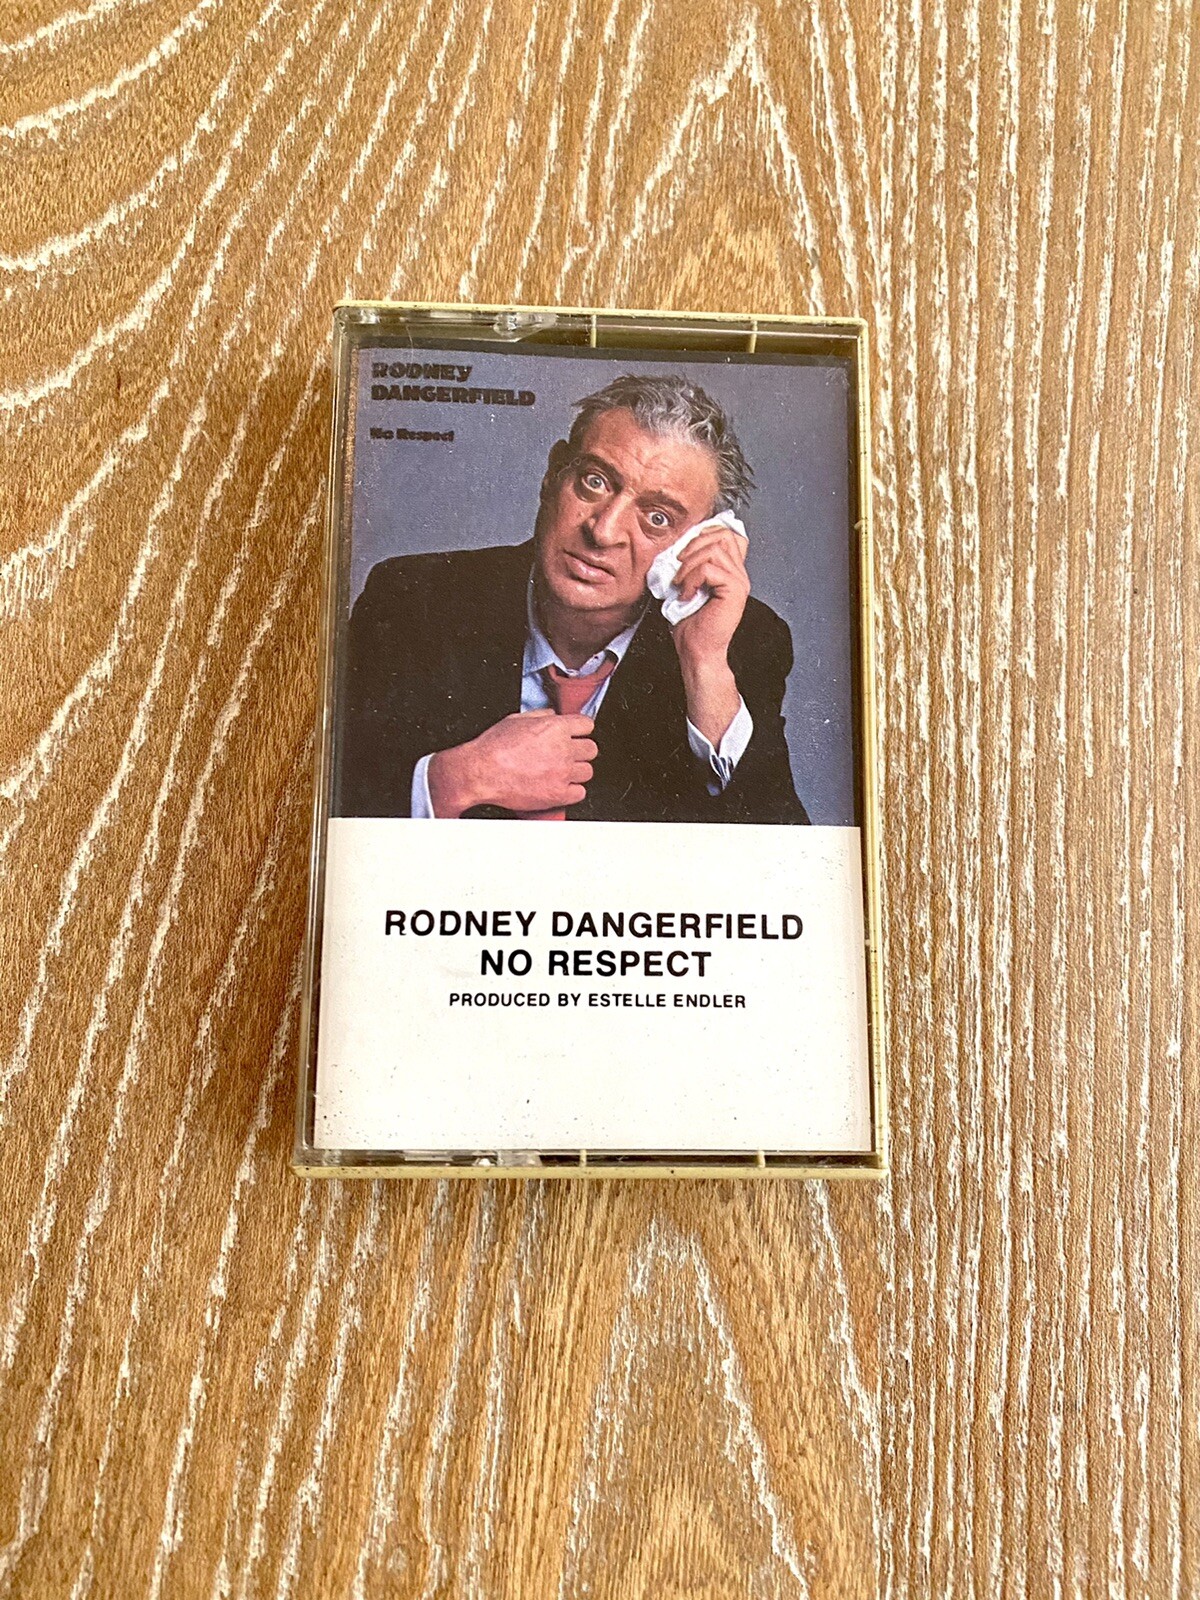 RODNEY
DANGERFIELD
No Respect
RODNEY DANGERFIELD
NO RESPECT
PRODUCED BY ESTELLE ENDLER